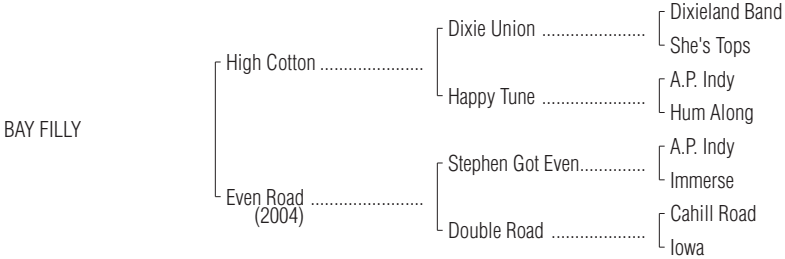 Dixieland Band
Dixie Union ......................
She's Tops
High Cotton ......................
A.P. Indy
Happy Tune ......................
Hum Along
BAY FILLY
A.P. Indy
Stephen Got Even..............
Immerse
Even Road ........................
(2004)
Cahill Road
Double Road ....................
Iowa